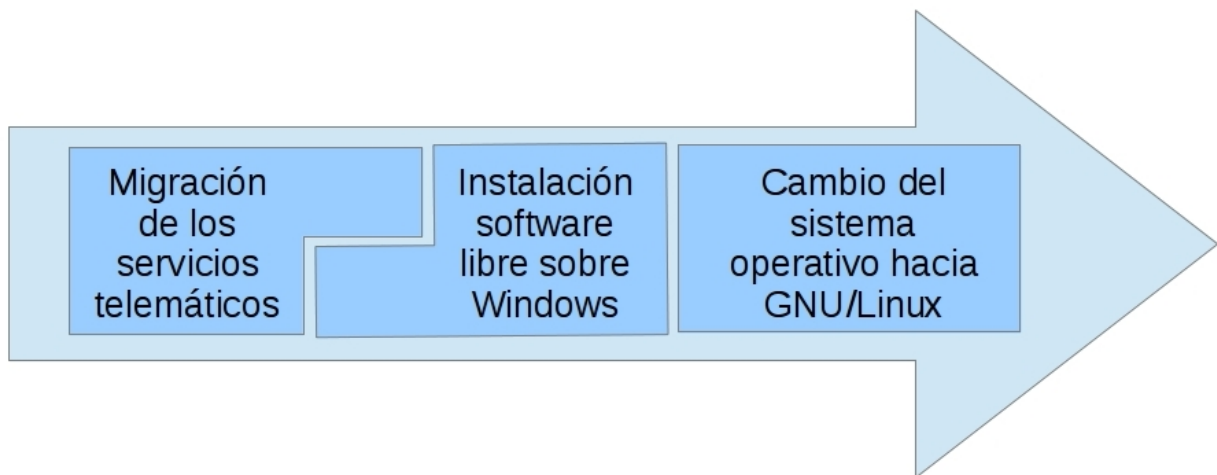 Migración
de los
servicios
telemáticos
Instalación
software
libre sobre
Windows
Cambio del
sistema
operativo hacia
GNU/Linux